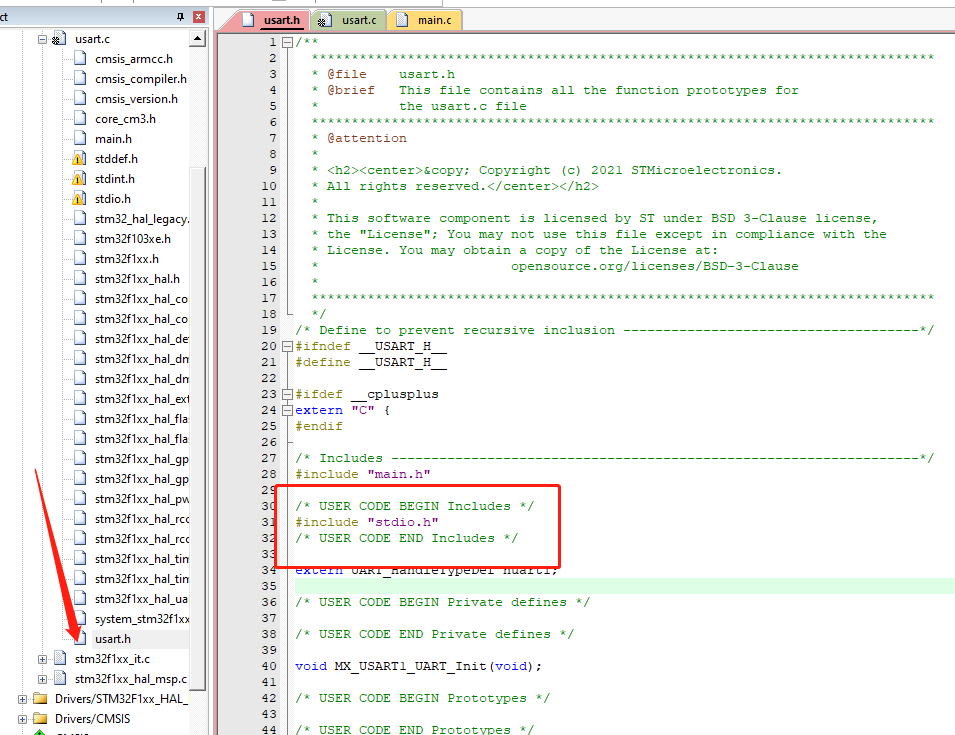 ct
usart.c
cmsis_armcc.h
cmsis_compiler.h
cmsis_version.h
core_cm3.h
main.h
stddef.h
stdint.h
stdio.h
stm32_hal_legacy.
stm32f103xe.h
stm32f1xx.h
stm32f1xx_hal.h
stm32f1xx_hal_co
stm32f1xx_hal_co
stm32f1xx_hal_de
stm32f1xx_hal_dm
stm32f1xx_hal_dm
stm32f1xx_hal_ext
stm32f1xx_hal_fla
stm32f1xx_hal_fla
stm32f1xx_hal_gp
stm32f1xx_hal_gp
stm32f1xx_hal_pw
stm32f1xx_hal_rcc
stm32f1xx_hal_rcc
stm32f1xx_hal_tim
stm32f1xx_hal_tim
stm32f1xx_hal_ua
system_stm32f1xx
usart.h
stm32f1xx_it.c
stm32f1xx_hal_msp.c
Drivers/STM32F1xx_HAL_
Drivers/CMSIS
usart.h usart.c main.c
1 /**
2 ******************************************************************************
3 * @file usart.h
4 * @brief This file contains all the function prototypes for
5 * the usart.c file
6 ******************************************************************************
7 * @attention
8 *
9 * <h2><center>&copy; Copyright (c) 2021 STMicroelectronics.
10 * All rights reserved.</center></h2>
11 *
12 * This software component is licensed by ST under BSD 3-Clause license,
13 * the "License"; You may not use this file except in compliance with the
14 * License. You may obtain a copy of the License at:
15 * opensource.org/licenses/BSD-3-Clause
16 *
17 ******************************************************************************
18 */
19 /* Define to prevent recursive inclusion -------------------------------------*/
20 #ifndef __USART_H__
21 #define __USART_H__
22
23 #ifdef __cplusplus
24 extern "C" {
25 #endif
26
27 /* Includes ------------------------------------------------------------------*/
28 #include "main.h"
29
30 /* USER CODE BEGIN Includes */
31 #include "stdio.h"
32 /* USER CODE END Includes */
33
34 extern UART_HandleTypeDef huart1;
35
36 /* USER CODE BEGIN Private defines */
37
38 /* USER CODE END Private defines */
39
40 void MX_USART1_UART_Init(void);
41
42 /* USER CODE BEGIN Prototypes */
43
44 /* USER CODE END Prototypes */